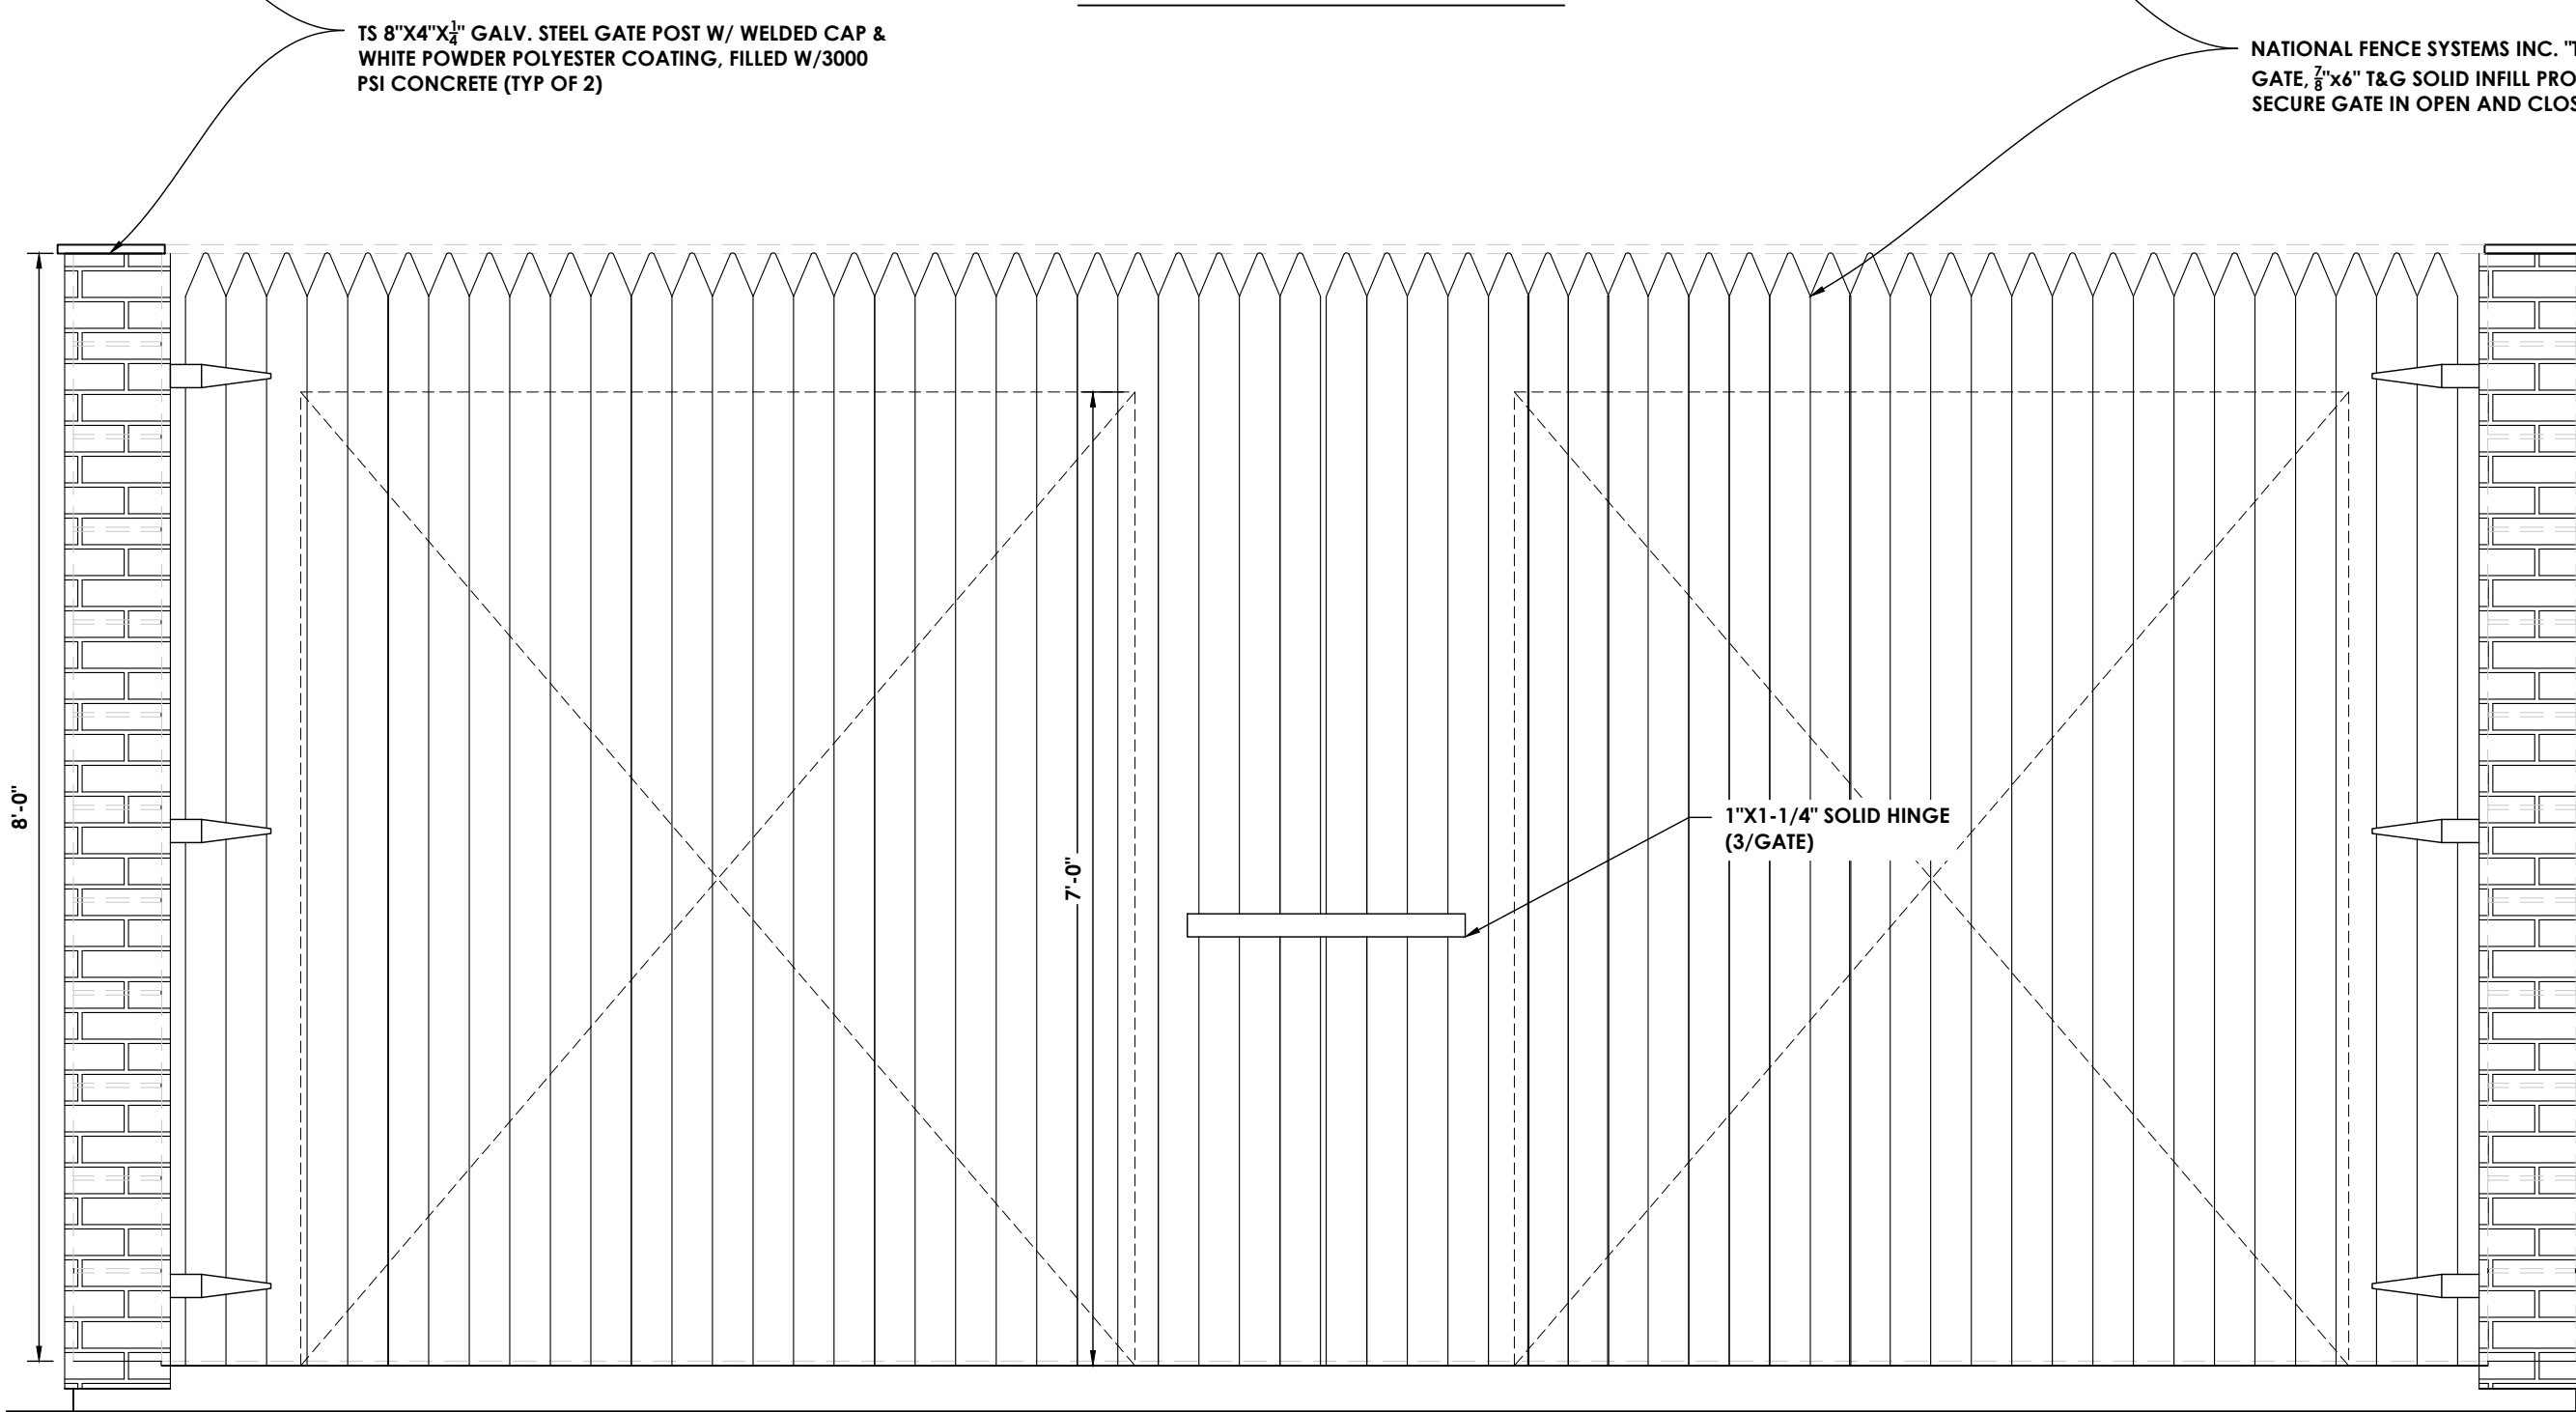 TS 8"X4"X1/4" GALV. STEEL GATE POST W/ WELDED CAP &
WHITE POWDER POLYESTER COATING, FILLED W/3000
PSI CONCRETE (TYP OF 2)
NATIONAL FENCE SYSTEMS INC. "T
GATE, 7/8"x6" T&G SOLID INFILL PRO
SECURE GATE IN OPEN AND CLOS
8'-0"
7'-0"
1"X1-1/4" SOLID HINGE
(3/GATE)